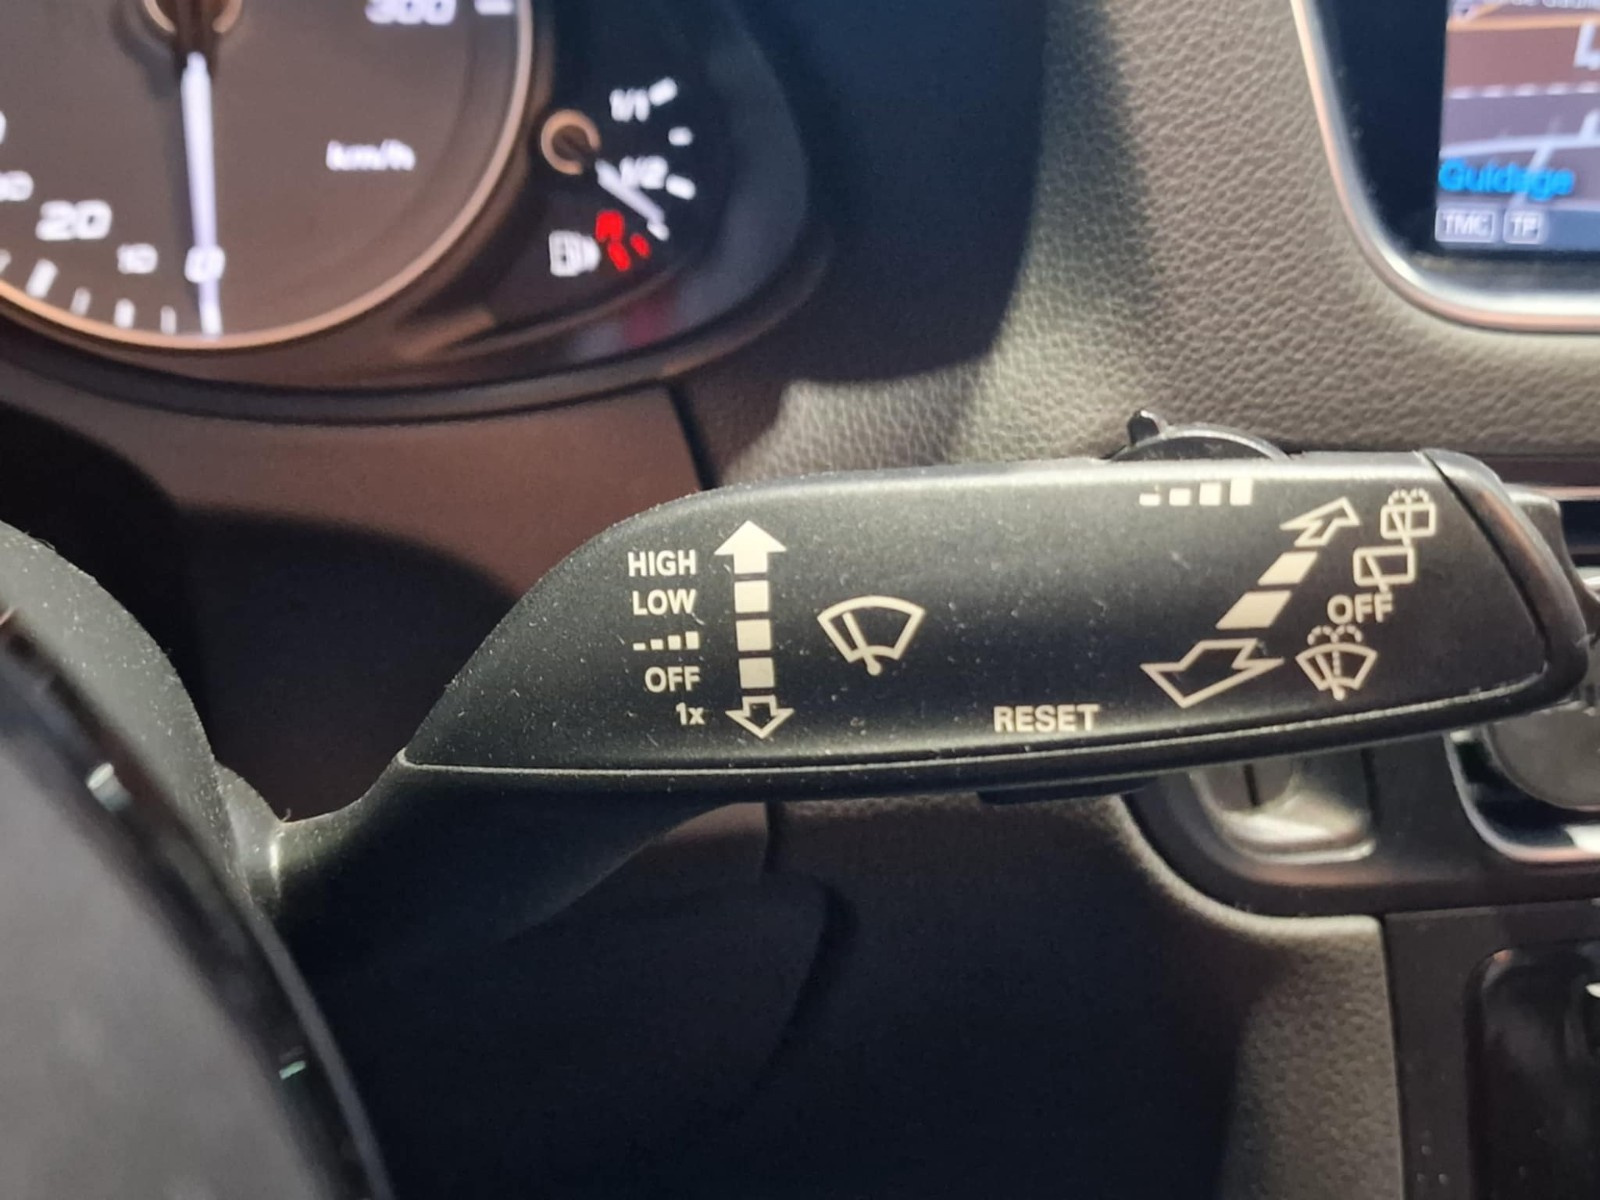 300
km/h
20
10
0
1/1
1/2
Guidage
TMC TP
HIGH
LOW
OFF
1x
RESET
OFF